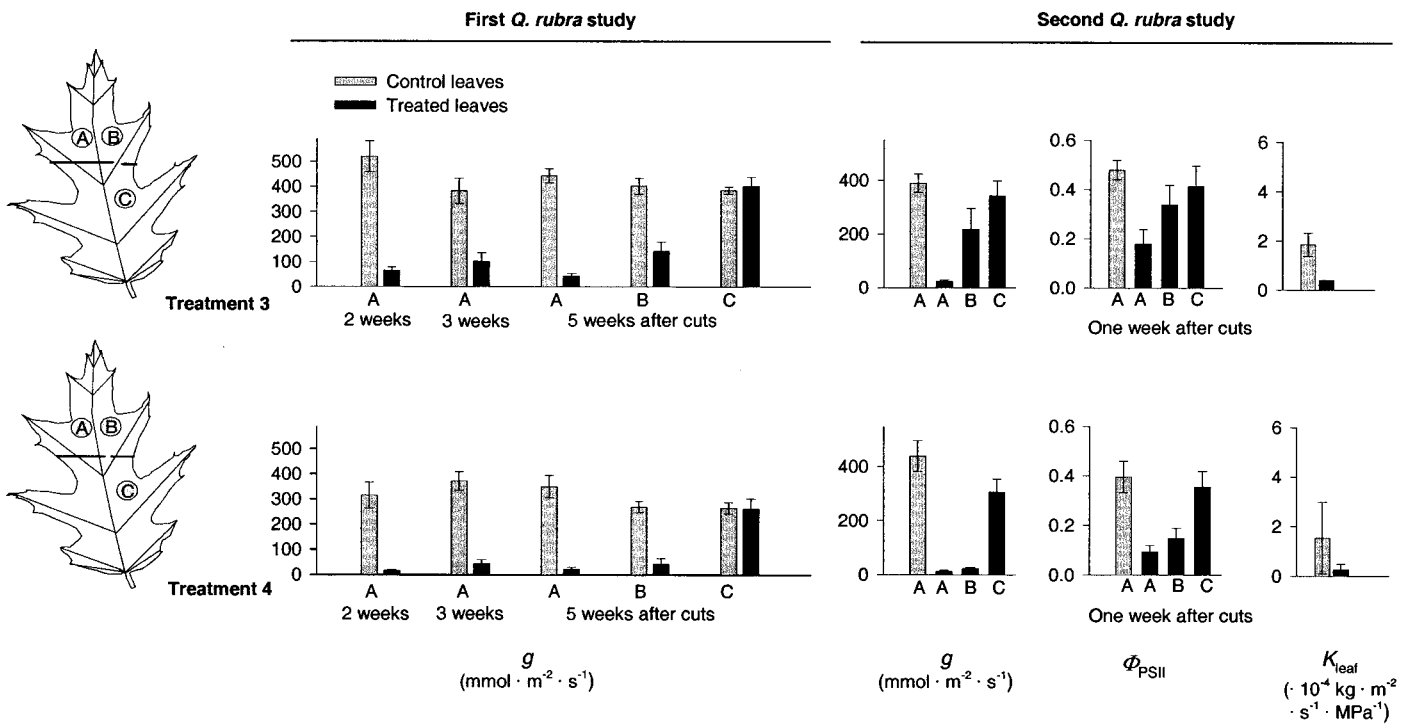 First Q. rubra study
Second Q. rubra study
Control leaves
Treated leaves
A B
C
Treatment 3
500
400
300
200
100
0
A A A B C
2 weeks 3 weeks 5 weeks after cuts
400
200
0
A A B C
0.6
0.4
0.2
0.0
A A B C
One week after cuts
6
4
2
0
A B
C
Treatment 4
500
400
300
200
100
0
A A A B C
2 weeks 3 weeks 5 weeks after cuts
400
200
0
A A B C
0.6
0.4
0.2
0.0
A A B C
One week after cuts
6
4
2
0
g
(mmol · m⁻² · s⁻¹)
g
(mmol · m⁻² · s⁻¹)
Φ_PSII
K_leaf
(· 10⁻⁴ kg · m⁻²
· s⁻¹ · MPa⁻¹)